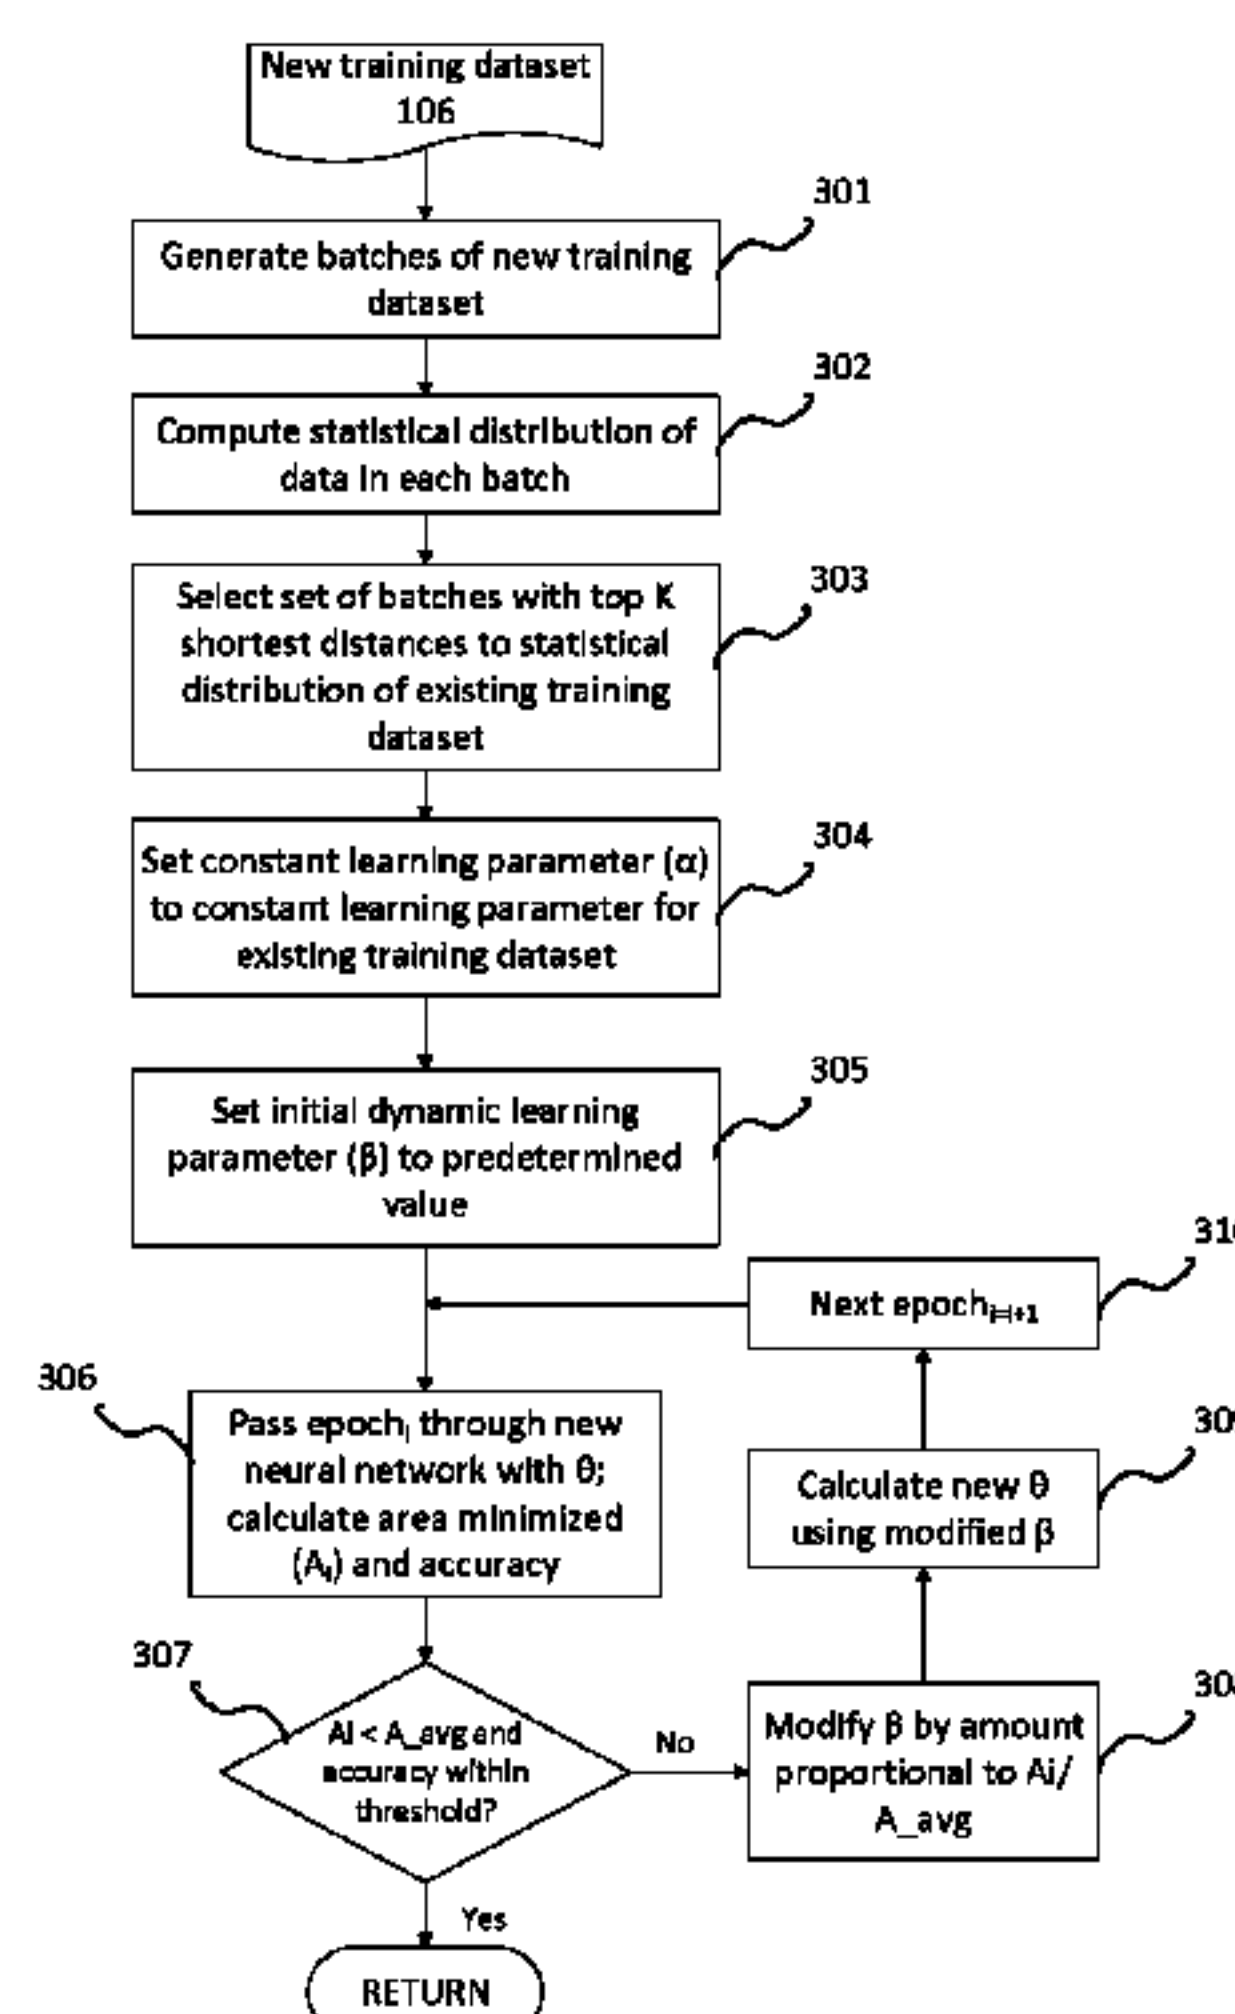 New training dataset
106
301
Generate batches of new training
dataset
302
Compute statistical distribution of
data in each batch
303
Select set of batches with top K
shortest distances to statistical
distribution of existing training
dataset
304
Set constant learning parameter (α)
to constant learning parameter for
existing training dataset
305
Set initial dynamic learning
parameter (β) to predetermined
value
Next epoch
306
Pass epochᵢ through new
neural network with θ;
calculate area minimized
(Aᵢ) and accuracy
Calculate new θ
using modified β
307
Ai < A_avg and
accuracy within
threshold?
No
Modify β by amount
proportional to Ai/
A_avg
Yes
RETURN